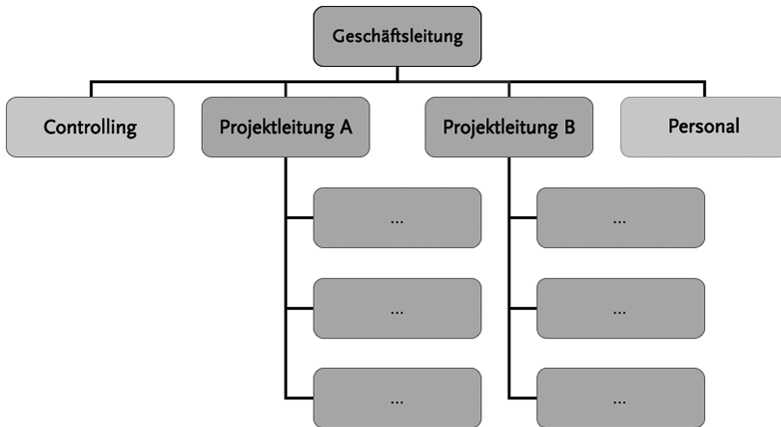 Geschäftsleitung
Controlling
Projektleitung A
Projektleitung B
Personal
...
...
...
...
...
...